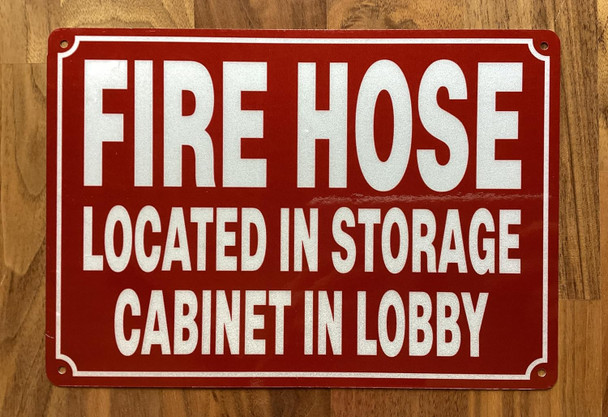 FIRE HOSE
LOCATED IN STORAGE
CABINET IN LOBBY